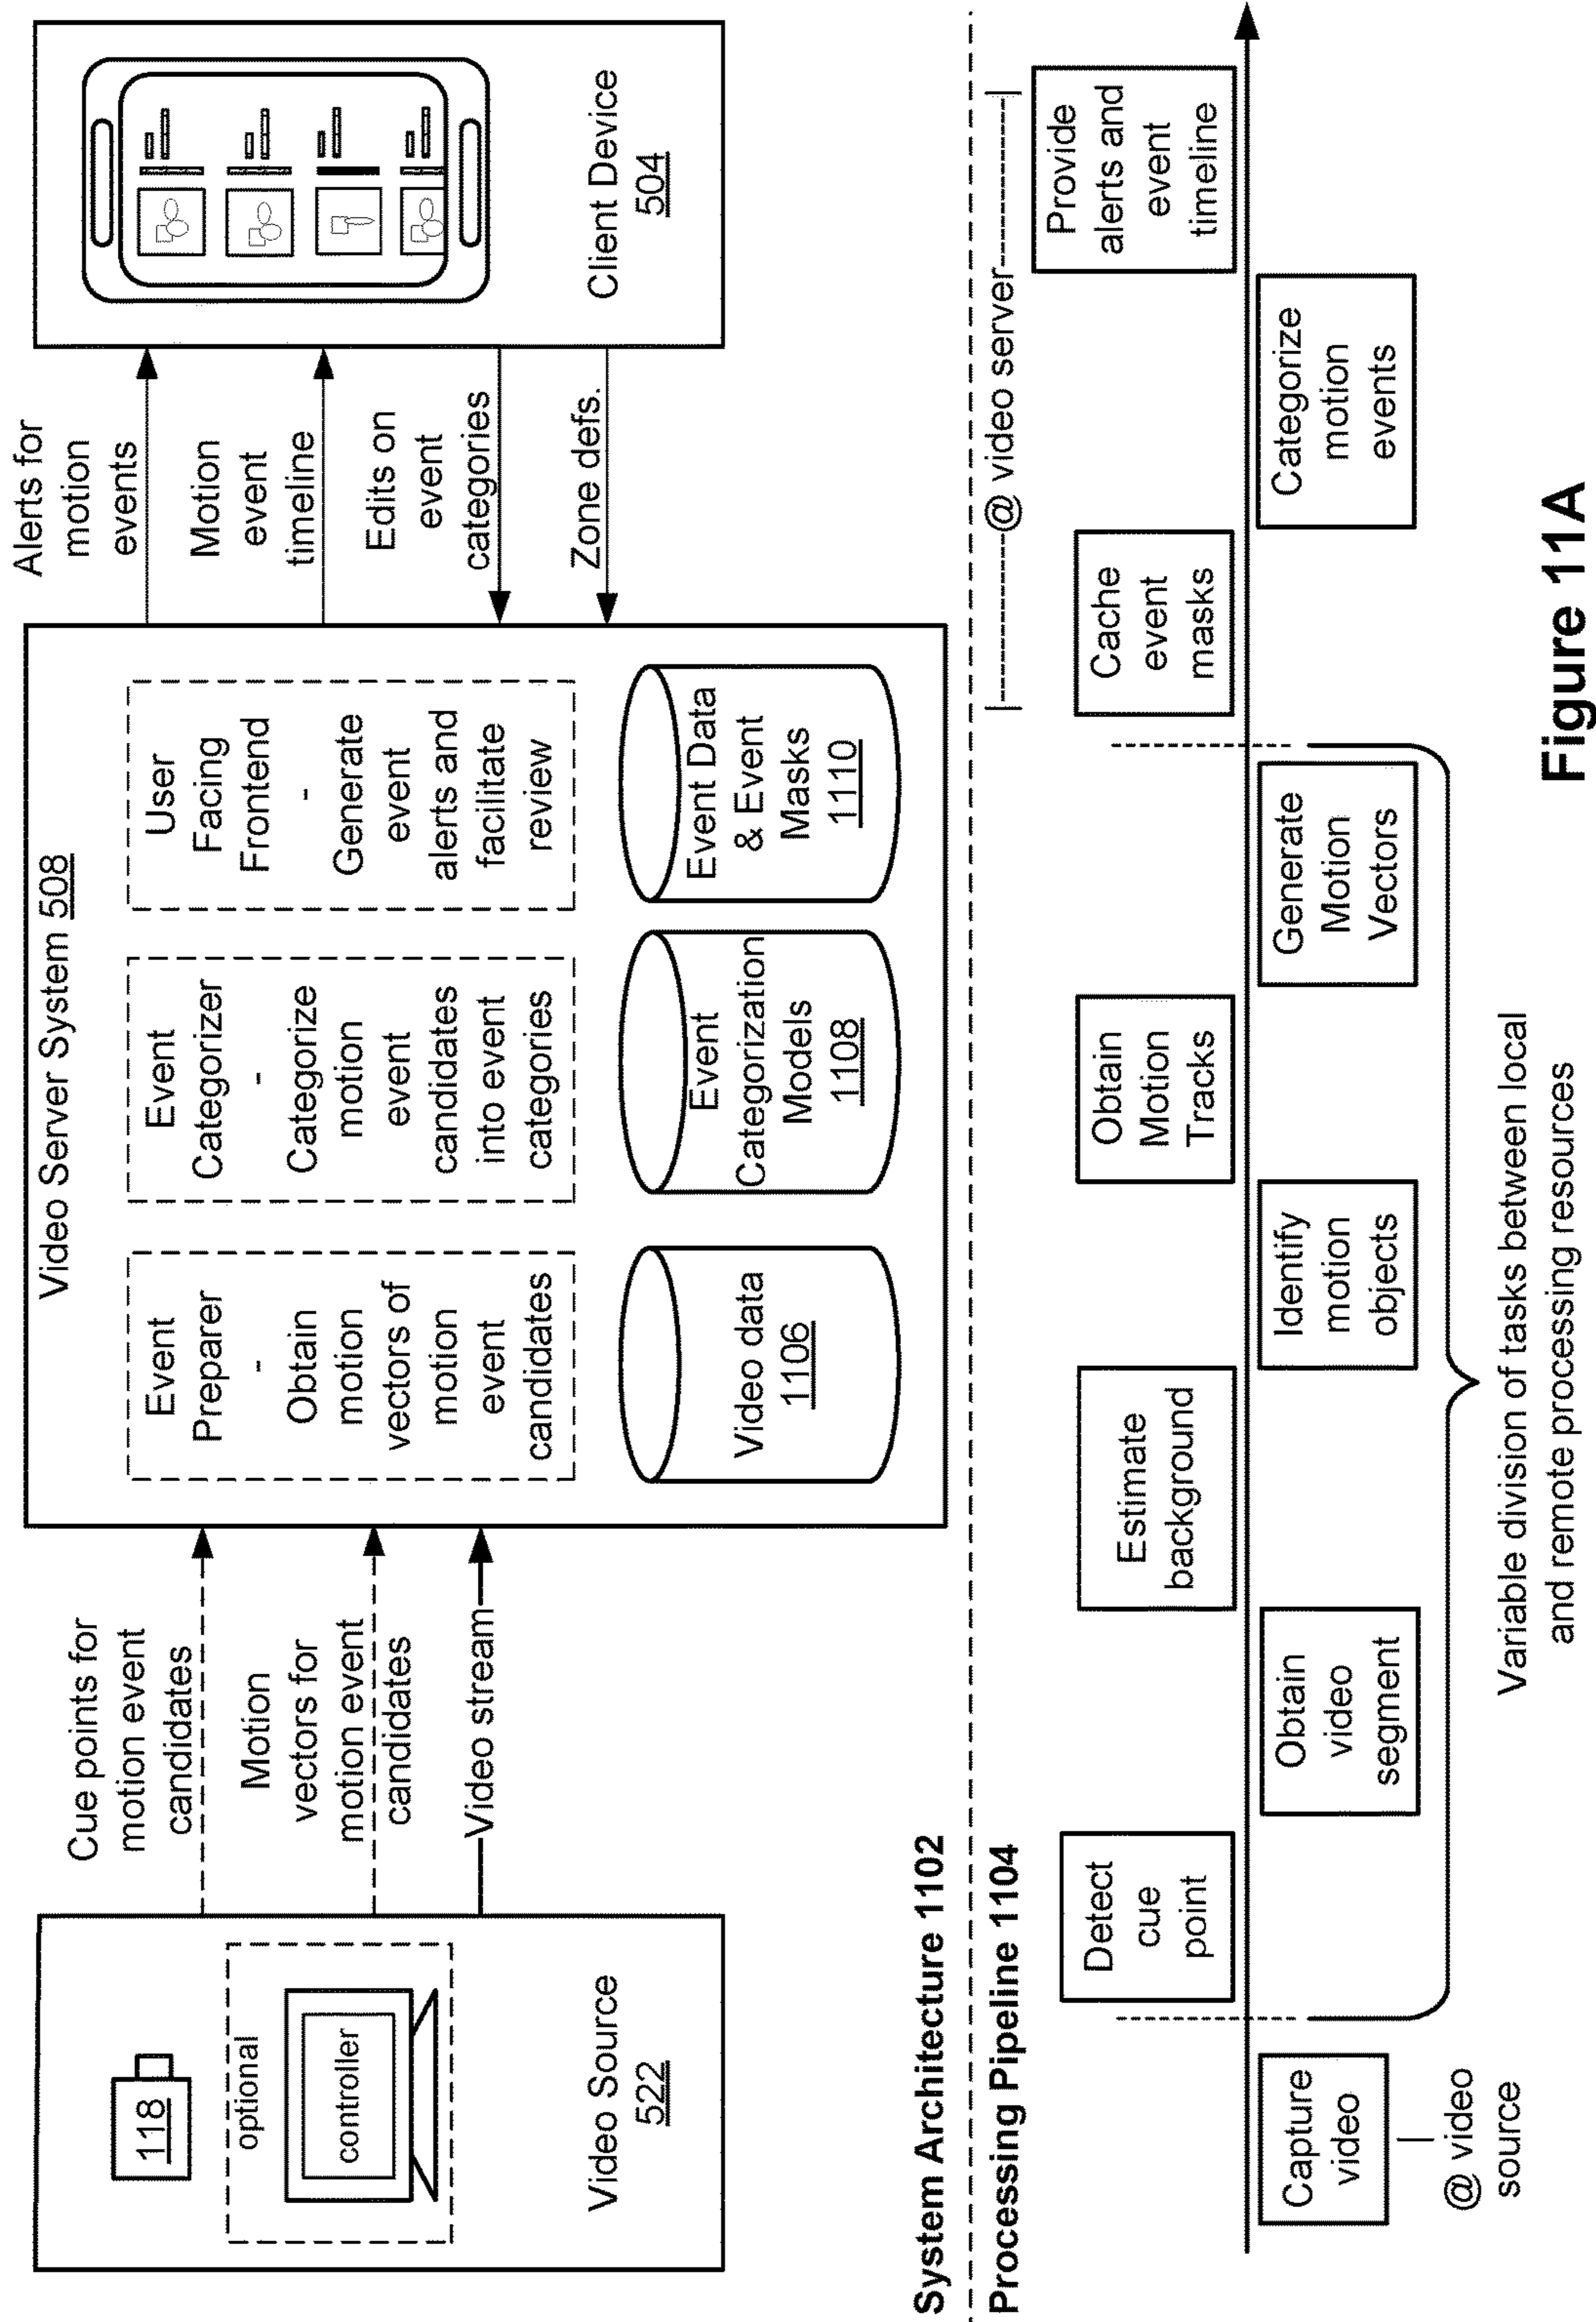 Video Server System 508
118
optional
controller
Video Source
522
Cue points for
motion event
candidates
Motion
vectors for
motion event
candidates
Video stream
Event
Preparer
-
Obtain
motion
vectors of
motion
event
candidates
Event
Categorizer
-
Categorize
motion
event
candidates
into event
categories
User
Facing
Frontend
-
Generate
event
alerts and
facilitate
review
Video data
1106
Event
Categorization
Models
1108
Event Data
& Event
Masks
1110
Alerts for
motion
events
Motion
event
timeline
Edits on
event
categories
Zone defs.
Client Device
504
System Architecture 1102
Processing Pipeline 1104
@ video server
Capture
video
@ video
source
Detect
cue
point
Obtain
video
segment
Estimate
background
Identify
motion
objects
Obtain
Motion
Tracks
Generate
Motion
Vectors
Cache
event
masks
Categorize
motion
events
Provide
alerts and
event
timeline
Variable division of tasks between local
and remote processing resources
Figure 11A